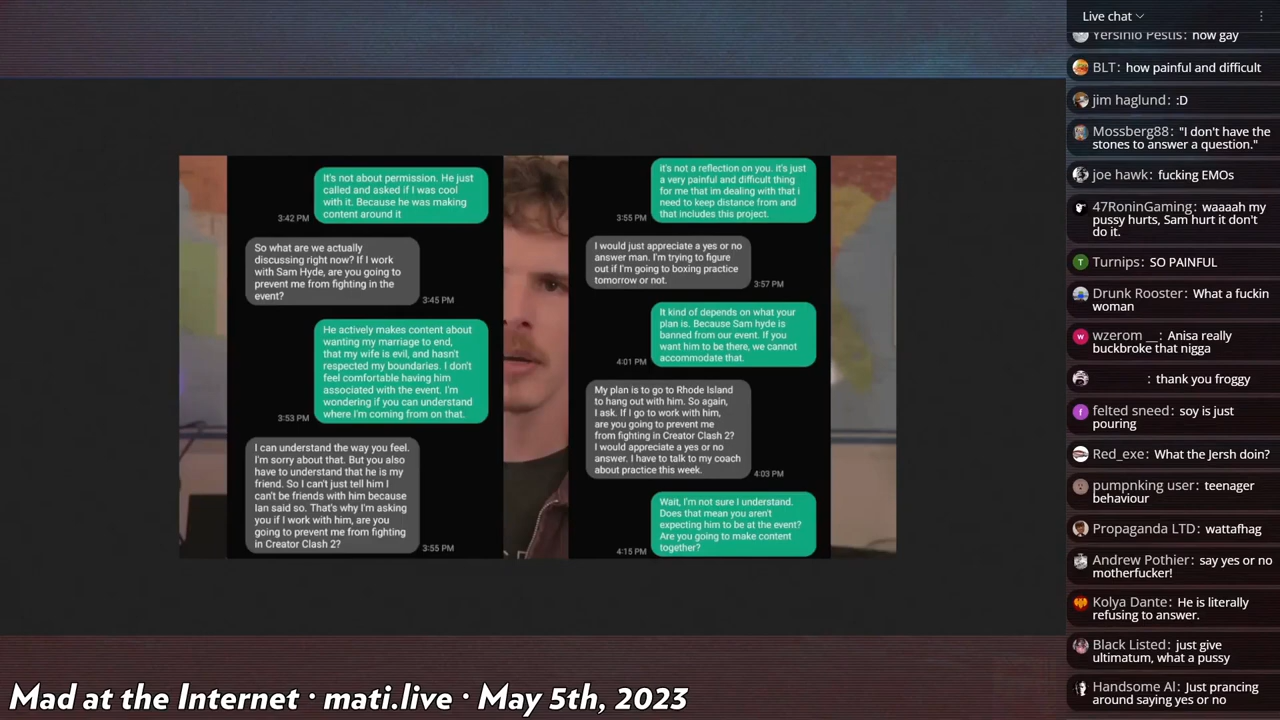 It's not about permission. He just
called and asked if I was cool
with it. Because he was making
content around it
3:42 PM
So what are we actually
discussing right now? If I work
with Sam Hyde, are you going to
prevent me from fighting in the
event?
3:45 PM
He actively makes content about
wanting my marriage to end,
that my wife is evil, and hasn't
respected my boundaries. I don't
feel comfortable having him
associated with the event. I'm
wondering if you can understand
where I'm coming from on that.
3:53 PM
I can understand the way you feel.
I'm sorry about that. But you also
have to understand that he is my
friend. So I can't just tell him I
can't be friends with him because
Ian said so. That's why I'm asking
you if I work with him, are you
going to prevent me from fighting
in Creator Clash 2?
3:55 PM
it's not a reflection on you. it's just
a very painful and difficult thing
for me that im dealing with that i
need to keep distance from and
that includes this project.
3:55 PM
I would just appreciate a yes or no
answer man. I'm trying to figure
out if I'm going to boxing practice
tomorrow or not.
3:57 PM
It kind of depends on what your
plan is. Because Sam hyde is
banned from our event. If you
want him to be there, we cannot
accommodate that.
4:01 PM
My plan is to go to Rhode Island
to hang out with him. So again,
I ask. If I go to work with him,
are you going to prevent me
from fighting in Creator Clash 2?
I would appreciate a yes or no
answer. I have to talk to my coach
about practice this week.
4:03 PM
Wait, I'm not sure I understand.
Does that mean you aren't
expecting him to be at the event?
Are you going to make content
together?
4:15 PM
Live chat
Yersinio Pestis: how gay
BLT: how painful and difficult
jim haglund: :D
Mossberg88: "I don't have the
stones to answer a question."
joe hawk: fucking EMOs
47RoninGaming: waaaah my
pussy hurts, Sam hurt it don't
do it.
Turnips: SO PAINFUL
Drunk Rooster: What a fuckin
woman
wzerom __: Anisa really
buckbroke that nigga
: thank you froggy
felted sneed: soy is just
pouring
Red_exe: What the Jersh doin?
pumpnking user: teenager
behaviour
Propaganda LTD: wattafhag
Andrew Pothier: say yes or no
motherfucker!
Kolya Dante: He is literally
refusing to answer.
Black Listed: just give
ultimatum, what a pussy
Handsome Al: Just prancing
around saying yes or no
Mad at the Internet · mati.live · May 5th, 2023